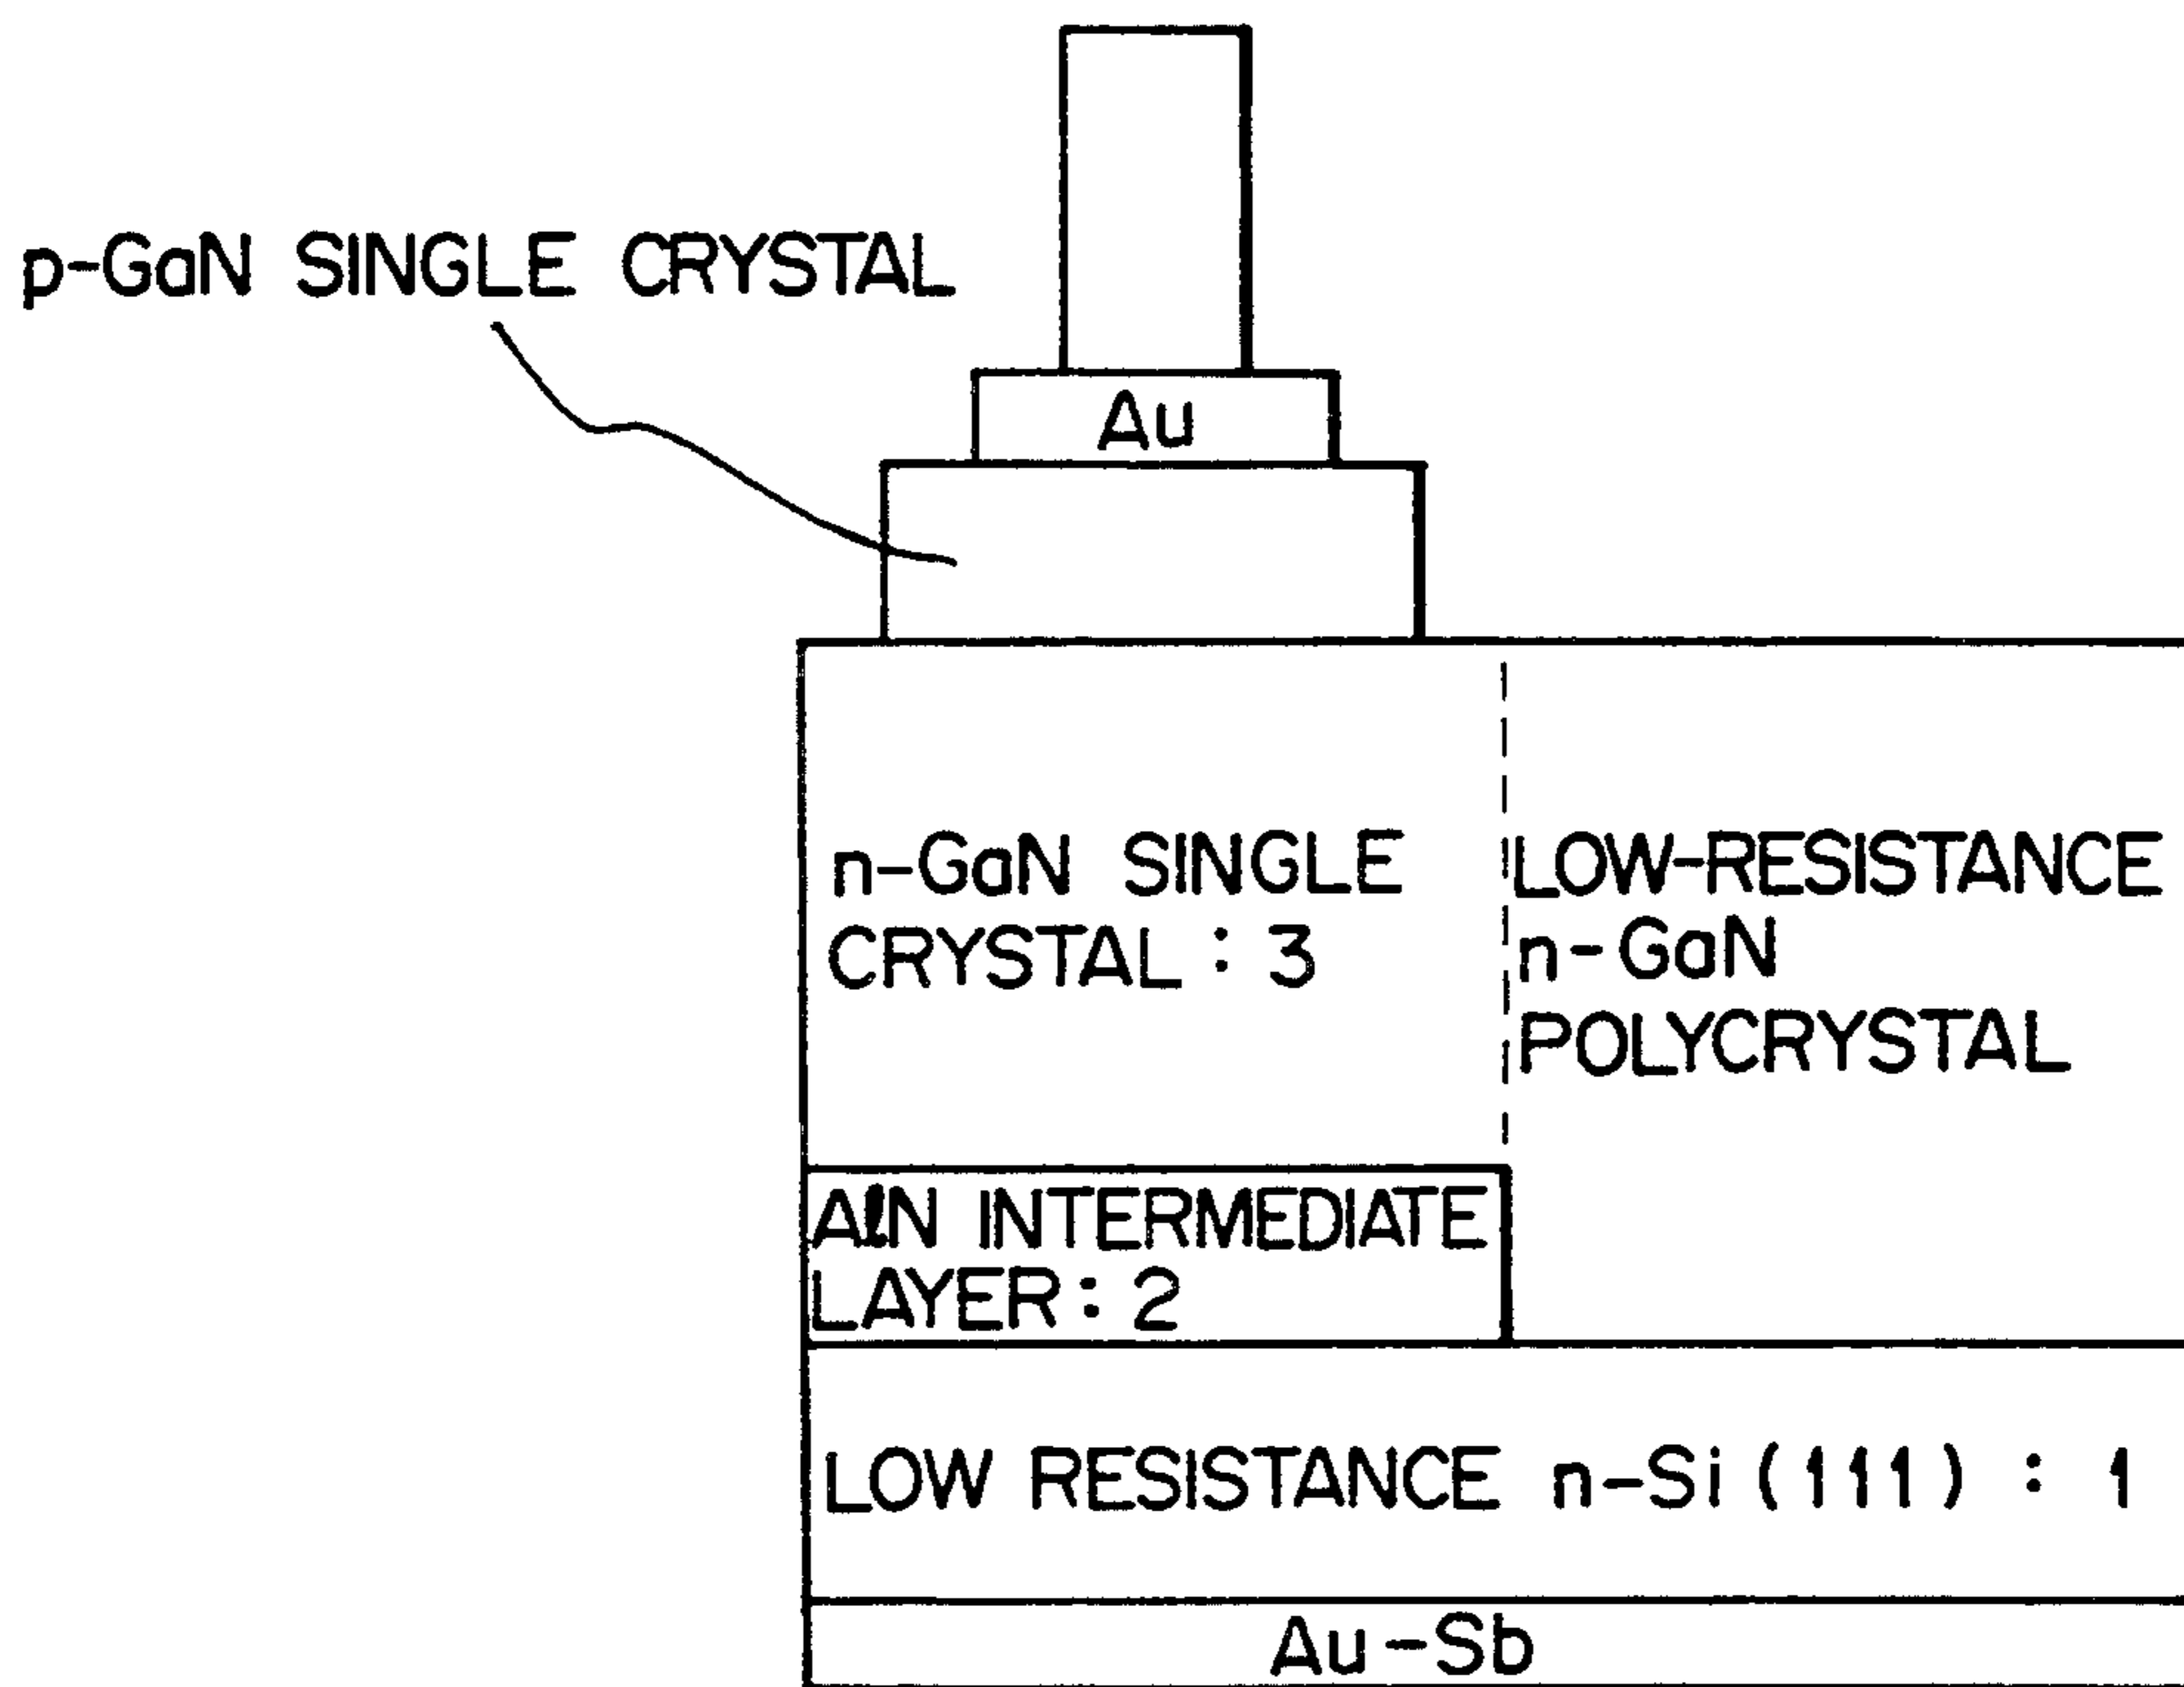 p-GaN SINGLE CRYSTAL
Au
n-GaN SINGLE
CRYSTAL : 3
LOW-RESISTANCE
n-GaN
POLYCRYSTAL
AlN INTERMEDIATE
LAYER : 2
LOW RESISTANCE n-Si (111) : 1
Au-Sb